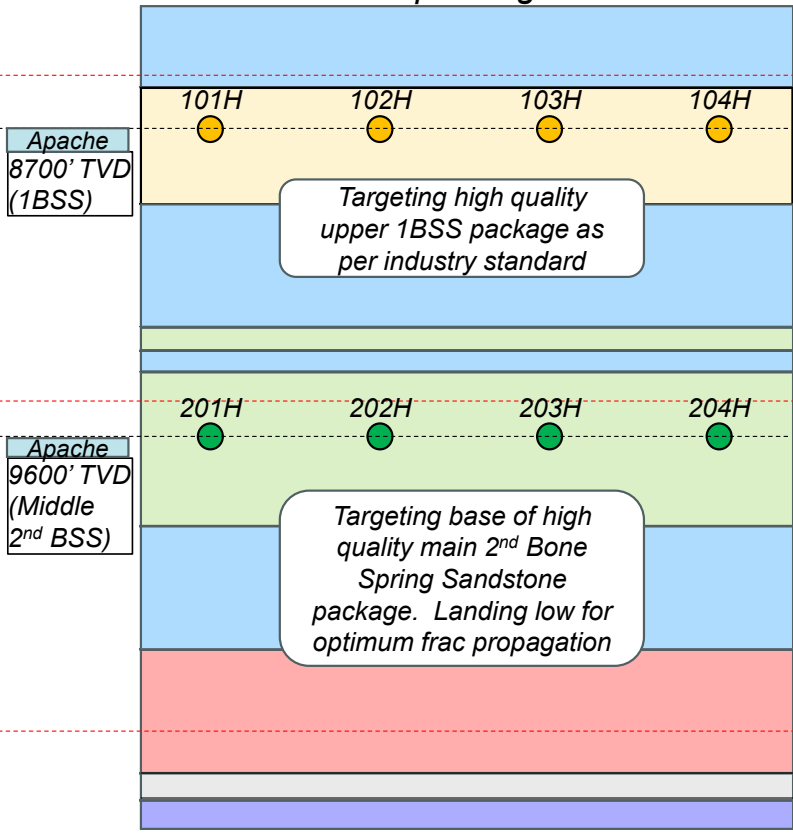 101H 102H 103H 104H
Apache
8700’ TVD
(1BSS)
Targeting high quality
upper 1BSS package as
per industry standard
201H 202H 203H 204H
Apache
9600’ TVD
(Middle
2nd BSS)
Targeting base of high
quality main 2nd Bone
Spring Sandstone
package. Landing low for
optimum frac propagation